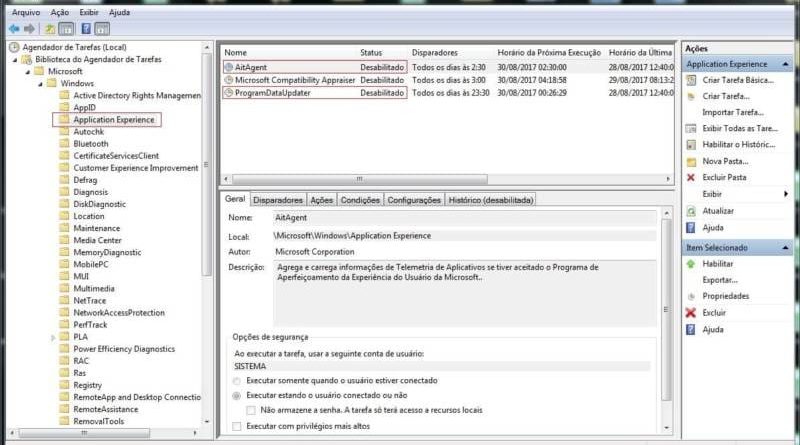 Arquivo Ação Exibir Ajuda
Agendador de Tarefas (Local)
Biblioteca do Agendador de Tarefas
Microsoft
Windows
Active Directory Rights Managemen
AppID
Application Experience
Autochk
Bluetooth
CertificateServicesClient
Customer Experience Improvement
Defrag
Diagnosis
DiskDiagnostic
Location
Maintenance
Media Center
MemoryDiagnostic
MobilePC
MUI
Multimedia
NetTrace
NetworkAccessProtection
PerfTrack
PLA
Power Efficiency Diagnostics
RAC
Ras
Registry
RemoteApp and Desktop Connectio
RemoteAssistance
RemovalTools
Nome Status Disparadores Horário da Próxima Execução Horário da Última
AitAgent Desabilitado Todos os dias às 2:30 30/08/2017 02:30:00 28/08/2017 12:40:0
Microsoft Compatibility Appraiser Desabilitado Todos os dias às 3:00 30/08/2017 04:18:58 29/08/2017 08:13:2
ProgramDataUpdater Desabilitado Todos os dias às 23:30 30/08/2017 00:26:29 28/08/2017 12:40:0
Geral Disparadores Ações Condições Configurações Histórico (desabilitada)
Nome: AitAgent
Local: \Microsoft\Windows\Application Experience
Autor: Microsoft Corporation
Descrição: Agrega e carrega informações de Telemetria de Aplicativos se tiver aceitado o Programa de
Aperfeiçoamento da Experiência do Usuário da Microsoft..
Opções de segurança
Ao executar a tarefa, usar a seguinte conta de usuário:
SISTEMA
Executar somente quando o usuário estiver conectado
Executar estando o usuário conectado ou não
Não armazene a senha. A tarefa só terá acesso a recursos locais
Executar com privilégios mais altos
Ações
Application Experience
Criar Tarefa Básica...
Criar Tarefa...
Importar Tarefa...
Exibir Todas as Tare...
Habilitar o Históric...
Nova Pasta...
Excluir Pasta
Exibir
Atualizar
Ajuda
Item Selecionado
Habilitar
Exportar...
Propriedades
Excluir
Ajuda